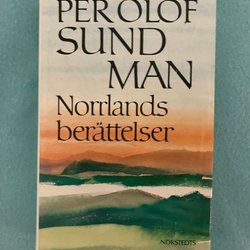 PER OLOF
SUND
MAN
Norrlands
berättelser
NORSTEDTS